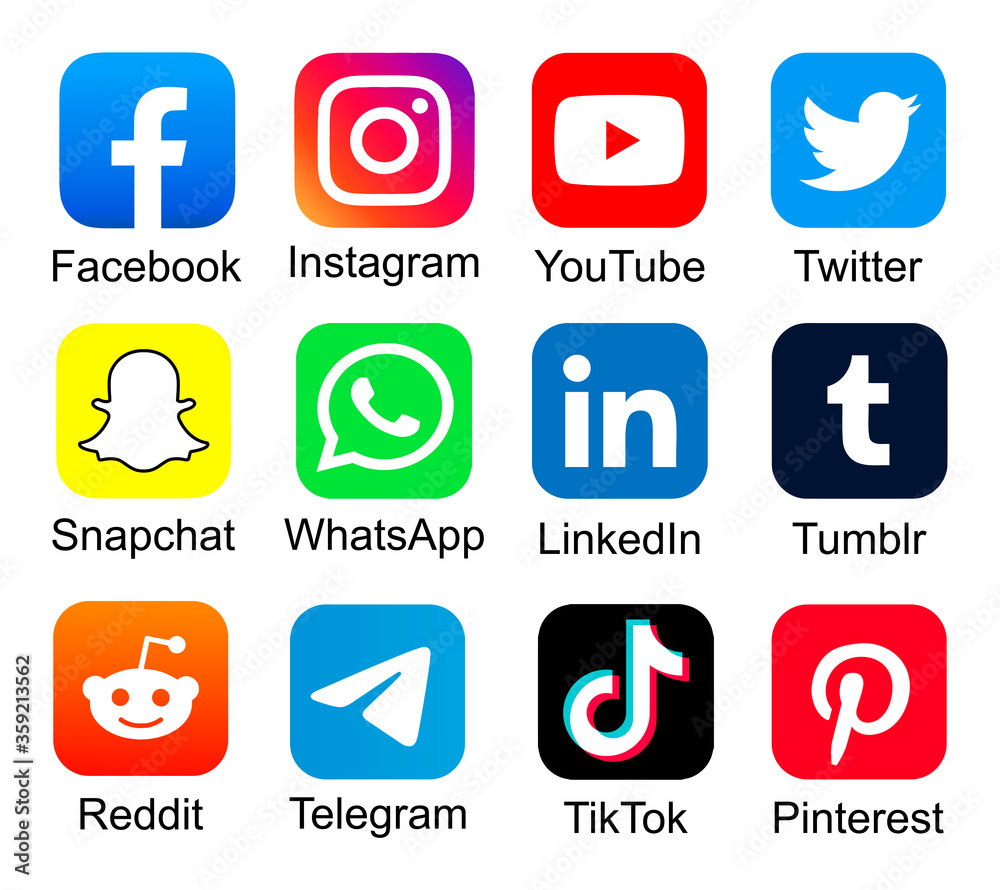 Facebook Instagram YouTube Twitter
Snapchat WhatsApp LinkedIn Tumblr
Reddit Telegram TikTok Pinterest
Adobe Stock | #359213562